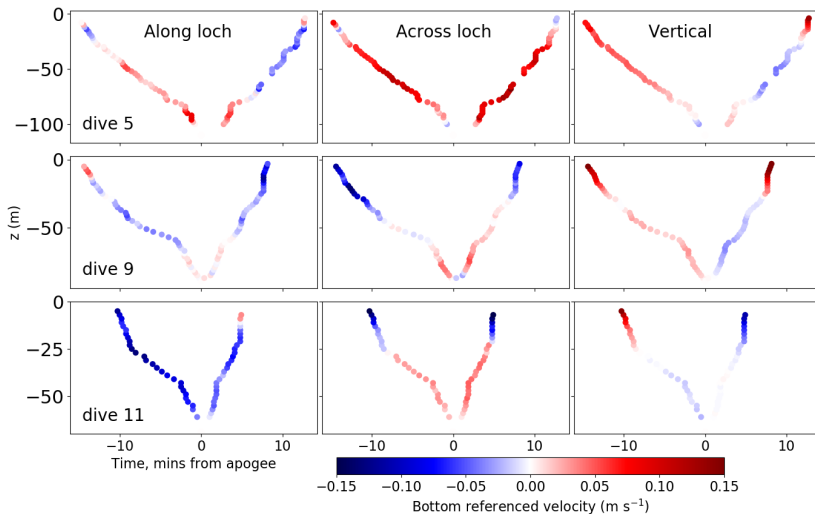 Along loch
Across loch
Vertical
0
−50
−100
dive 5
0
−50
z (m)
dive 9
0
−25
−50
dive 11
−10 0 10
−10 0 10
−10 0 10
Time, mins from apogee
−0.15 −0.10 −0.05 0.00 0.05 0.10 0.15
Bottom referenced velocity (m s⁻¹)